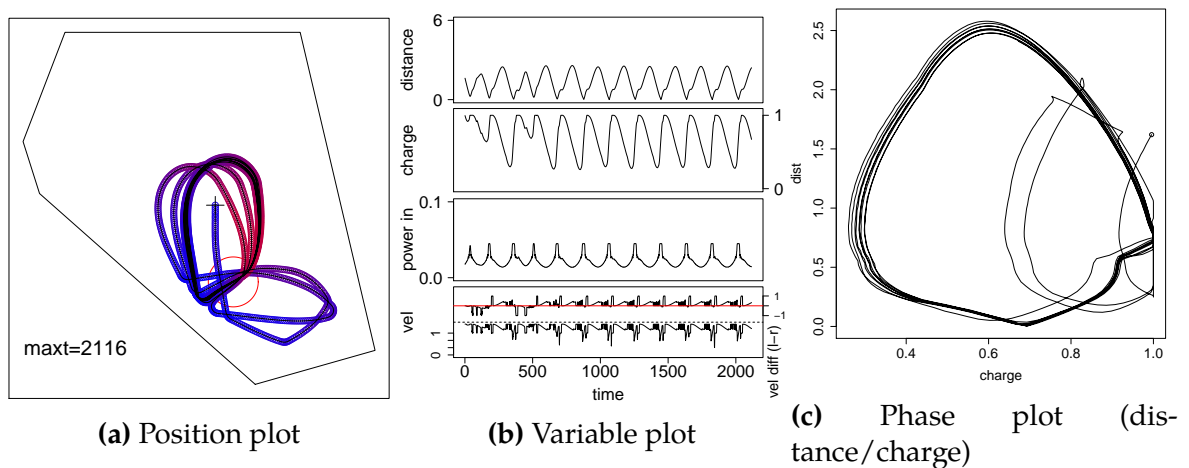 maxt=2116
(a) Position plot
distance
6
0
charge
1
0
power in
0.1
0.0
vel
1
0
1
−1
vel diff (l−r)
0 500 1000 1500 2000
time
(b) Variable plot
dist
2.5
2.0
1.5
1.0
0.5
0.0
0.4 0.6 0.8 1.0
charge
(c) Phase plot (dis-
tance/charge)